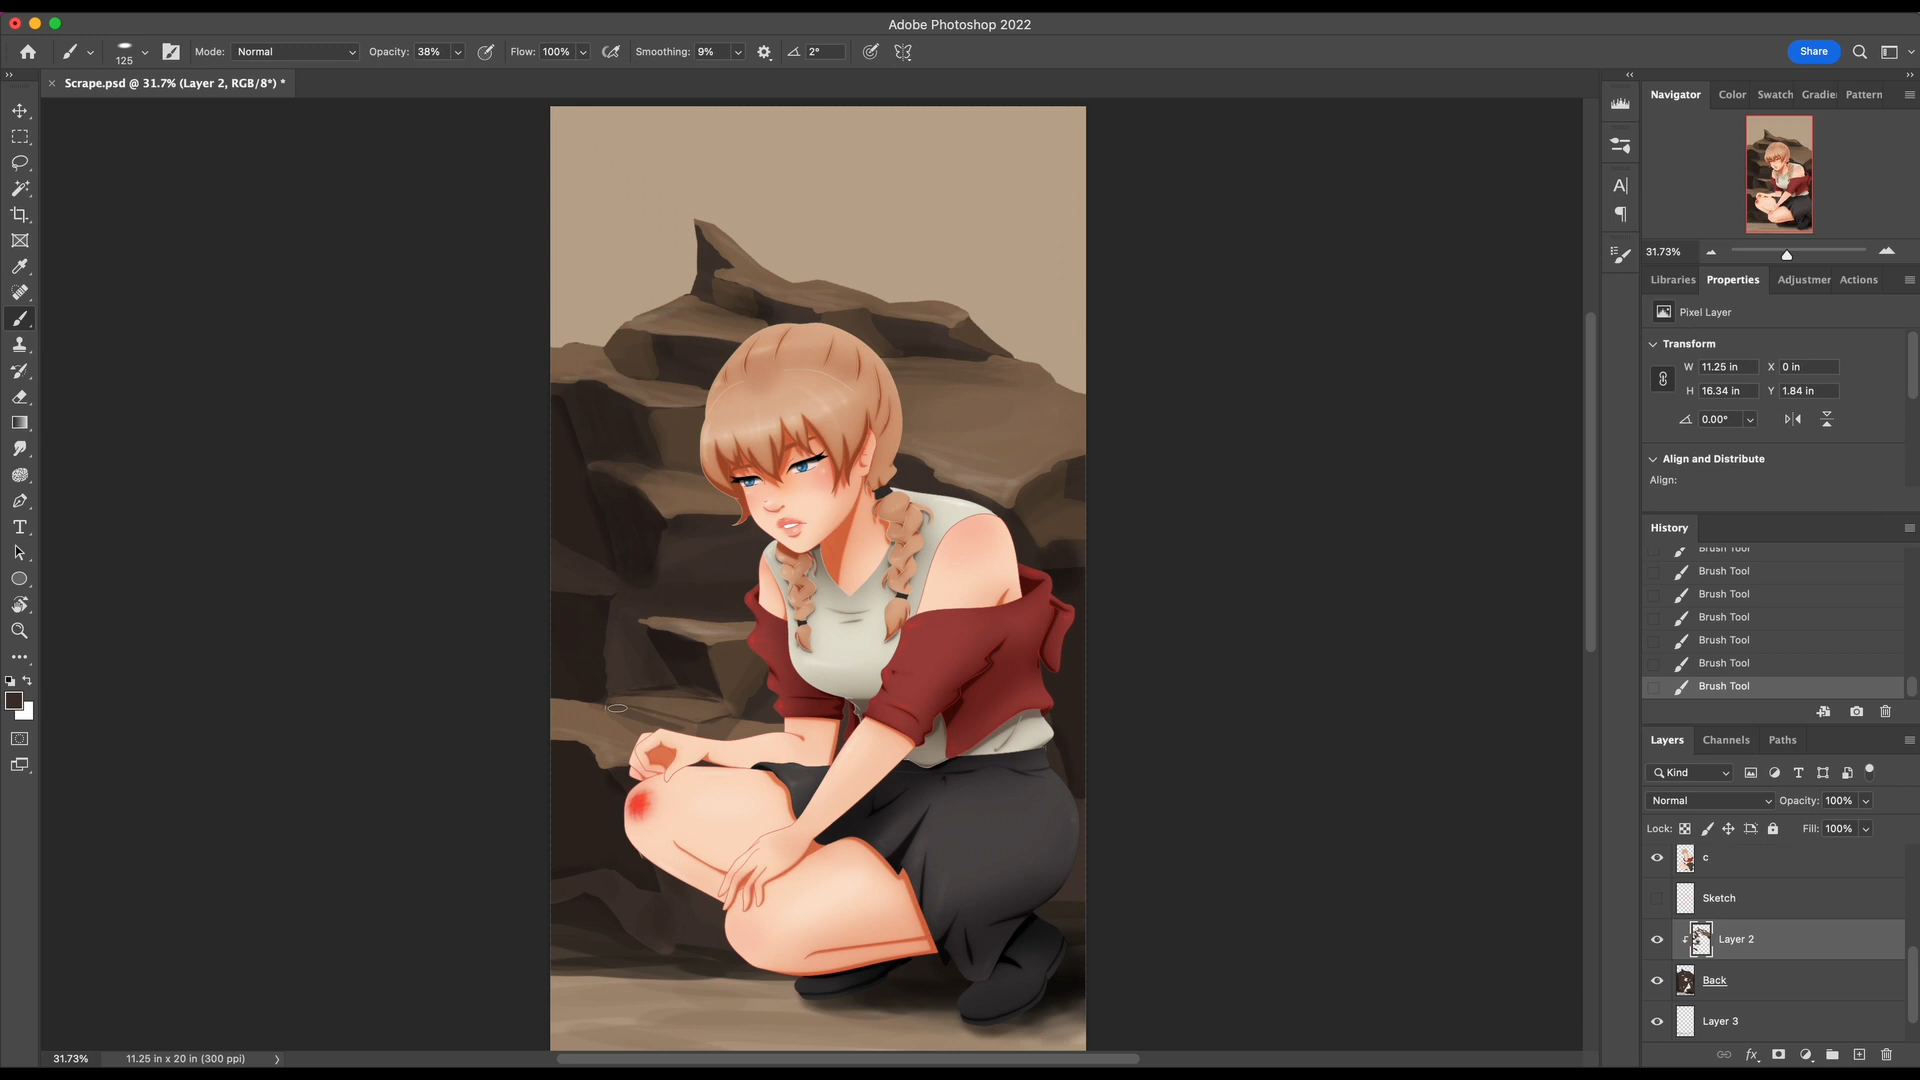 Adobe Photoshop 2022
125
Mode: Normal
Opacity: 38%
Flow: 100%
Smoothing: 9%
2°
Share
Scrape.psd @ 31.7% (Layer 2, RGB/8*) *
Navigator
Color
Swatch
Gradie
Pattern
31.73%
Libraries
Properties
Adjustmer
Actions
Pixel Layer
Transform
W 11.25 in X 0 in
H 16.34 in Y 1.84 in
0.00°
Align and Distribute
Align:
History
Brush Tool
Brush Tool
Brush Tool
Brush Tool
Brush Tool
Brush Tool
Brush Tool
Layers
Channels
Paths
Kind
Normal
Opacity: 100%
Lock:
Fill: 100%
c
Sketch
Layer 2
Back
Layer 3
fx
31.73%
11.25 in x 20 in (300 ppi)